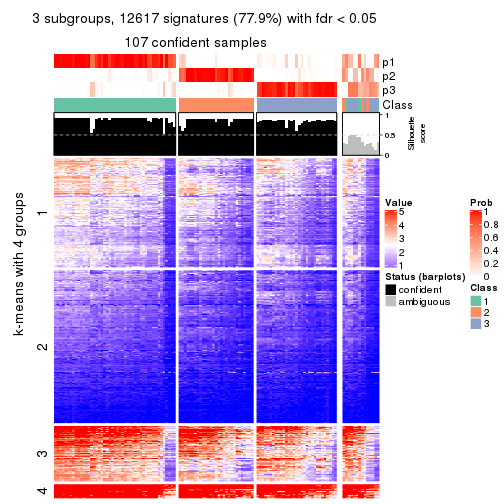 3 subgroups, 12617 signatures (77.9%) with fdr < 0.05
107 confident samples
p1
p2
p3
Class
1
0.5
0
Silhouette
score
k-means with 4 groups
1
2
3
4
Value
5
4
3
2
1
Status (barplots)
confident
ambiguous
Prob
1
0.8
0.6
0.4
0.2
0
Class
1
2
3